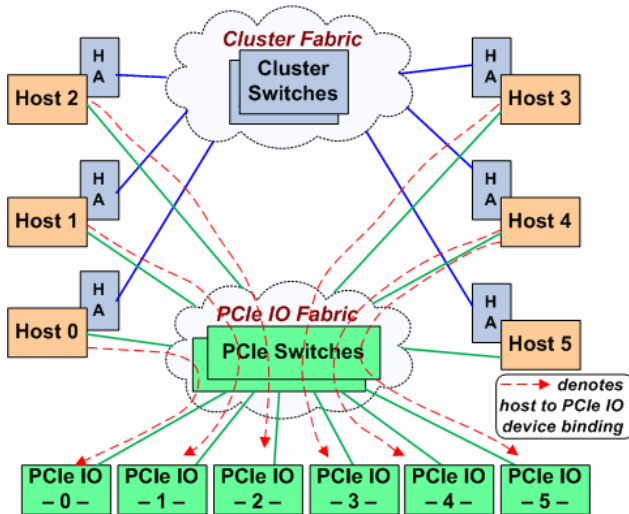 Cluster Fabric
Cluster
Switches
H
A
Host 2
H
A
Host 3
H
A
Host 1
H
A
Host 4
H
A
Host 0
H
A
Host 5
PCIe IO Fabric
PCIe Switches
denotes
host to PCIe IO
device binding
PCIe IO
– 0 –
PCIe IO
– 1 –
PCIe IO
– 2 –
PCIe IO
– 3 –
PCIe IO
– 4 –
PCIe IO
– 5 –